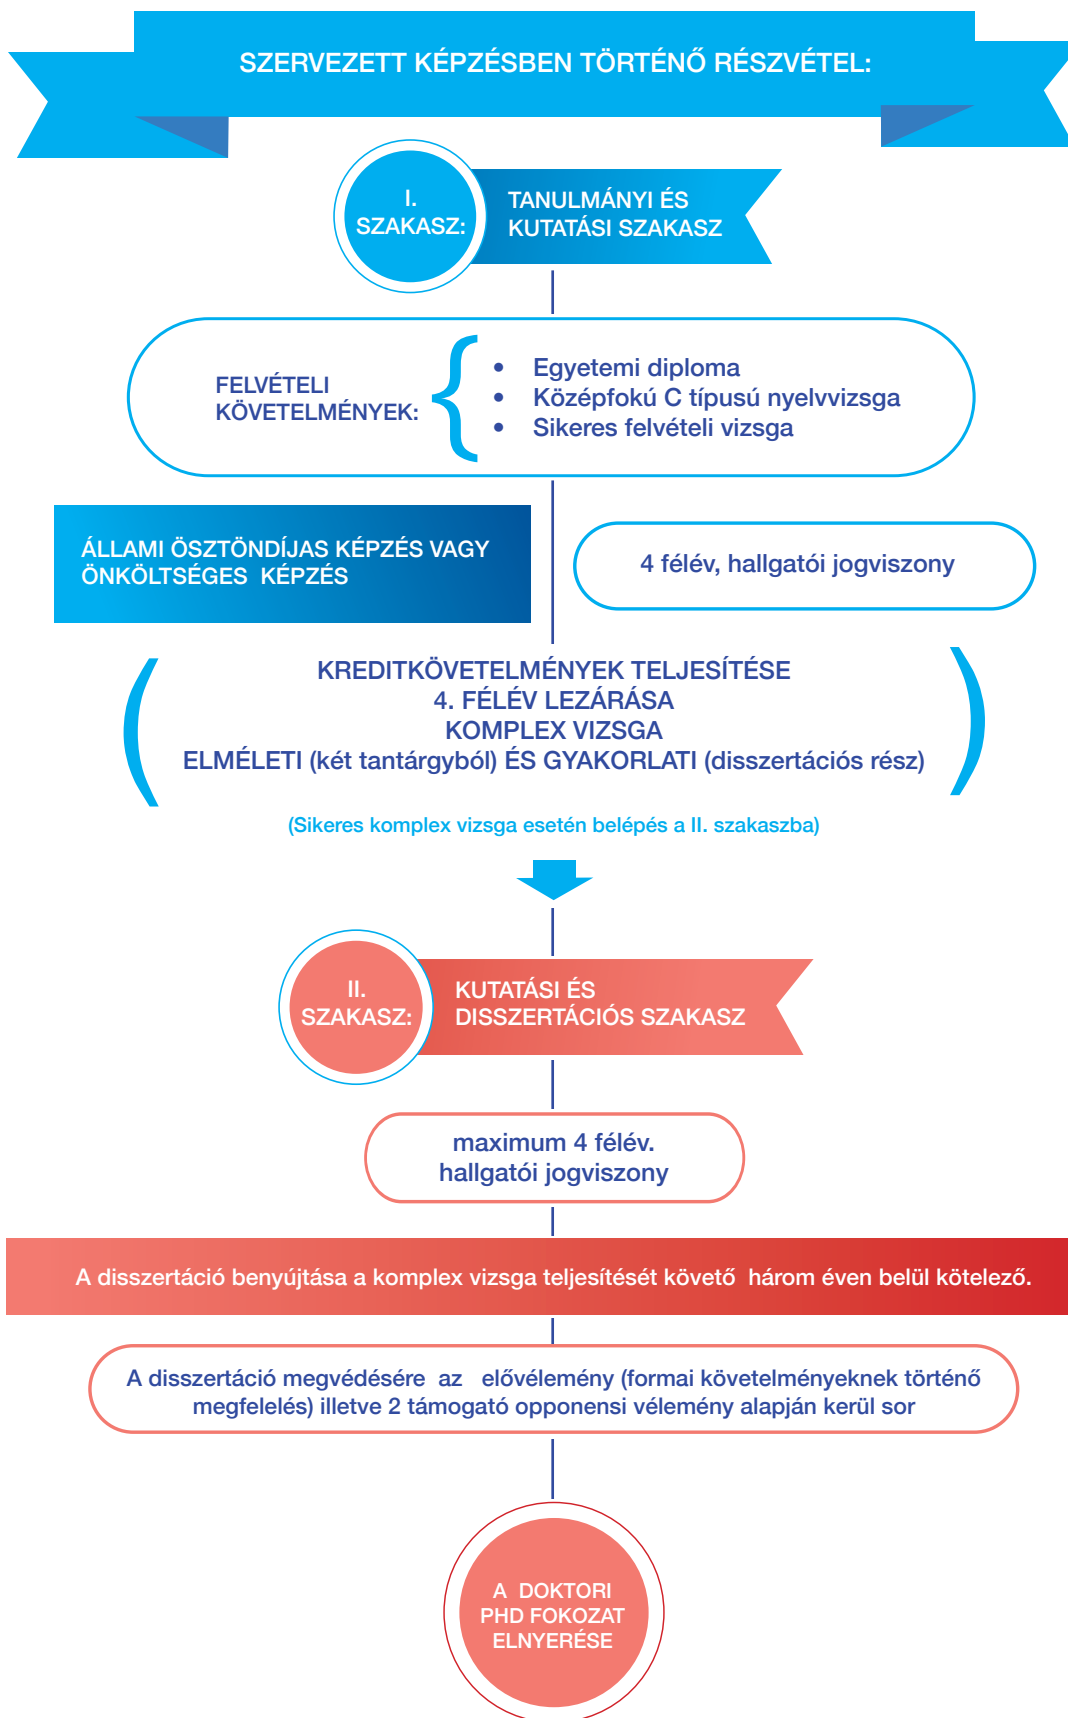 SZERVEZETT KÉPZÉSBEN TÖRTÉNŐ RÉSZVÉTEL:
I.
SZAKASZ:
TANULMÁNYI ÉS
KUTATÁSI SZAKASZ
FELVÉTELI
KÖVETELMÉNYEK:
• Egyetemi diploma
• Középfokú C típusú nyelvvizsga
• Sikeres felvételi vizsga
ÁLLAMI ÖSZTÖNDÍJAS KÉPZÉS VAGY
ÖNKÖLTSÉGES KÉPZÉS
4 félév, hallgatói jogviszony
KREDITKÖVETELMÉNYEK TELJESÍTÉSE
4. FÉLÉV LEZÁRÁSA
KOMPLEX VIZSGA
ELMÉLETI (két tantárgyból) ÉS GYAKORLATI (disszertációs rész)
(Sikeres komplex vizsga esetén belépés a II. szakaszba)
II.
SZAKASZ:
KUTATÁSI ÉS
DISSZERTÁCIÓS SZAKASZ
maximum 4 félév.
hallgatói jogviszony
A disszertáció benyújtása a komplex vizsga teljesítését követő három éven belül kötelező.
A disszertáció megvédésére az elővélemény (formai követelményeknek történő
megfelelés) illetve 2 támogató opponensi vélemény alapján kerül sor
A DOKTORI
PHD FOKOZAT
ELNYERÉSE